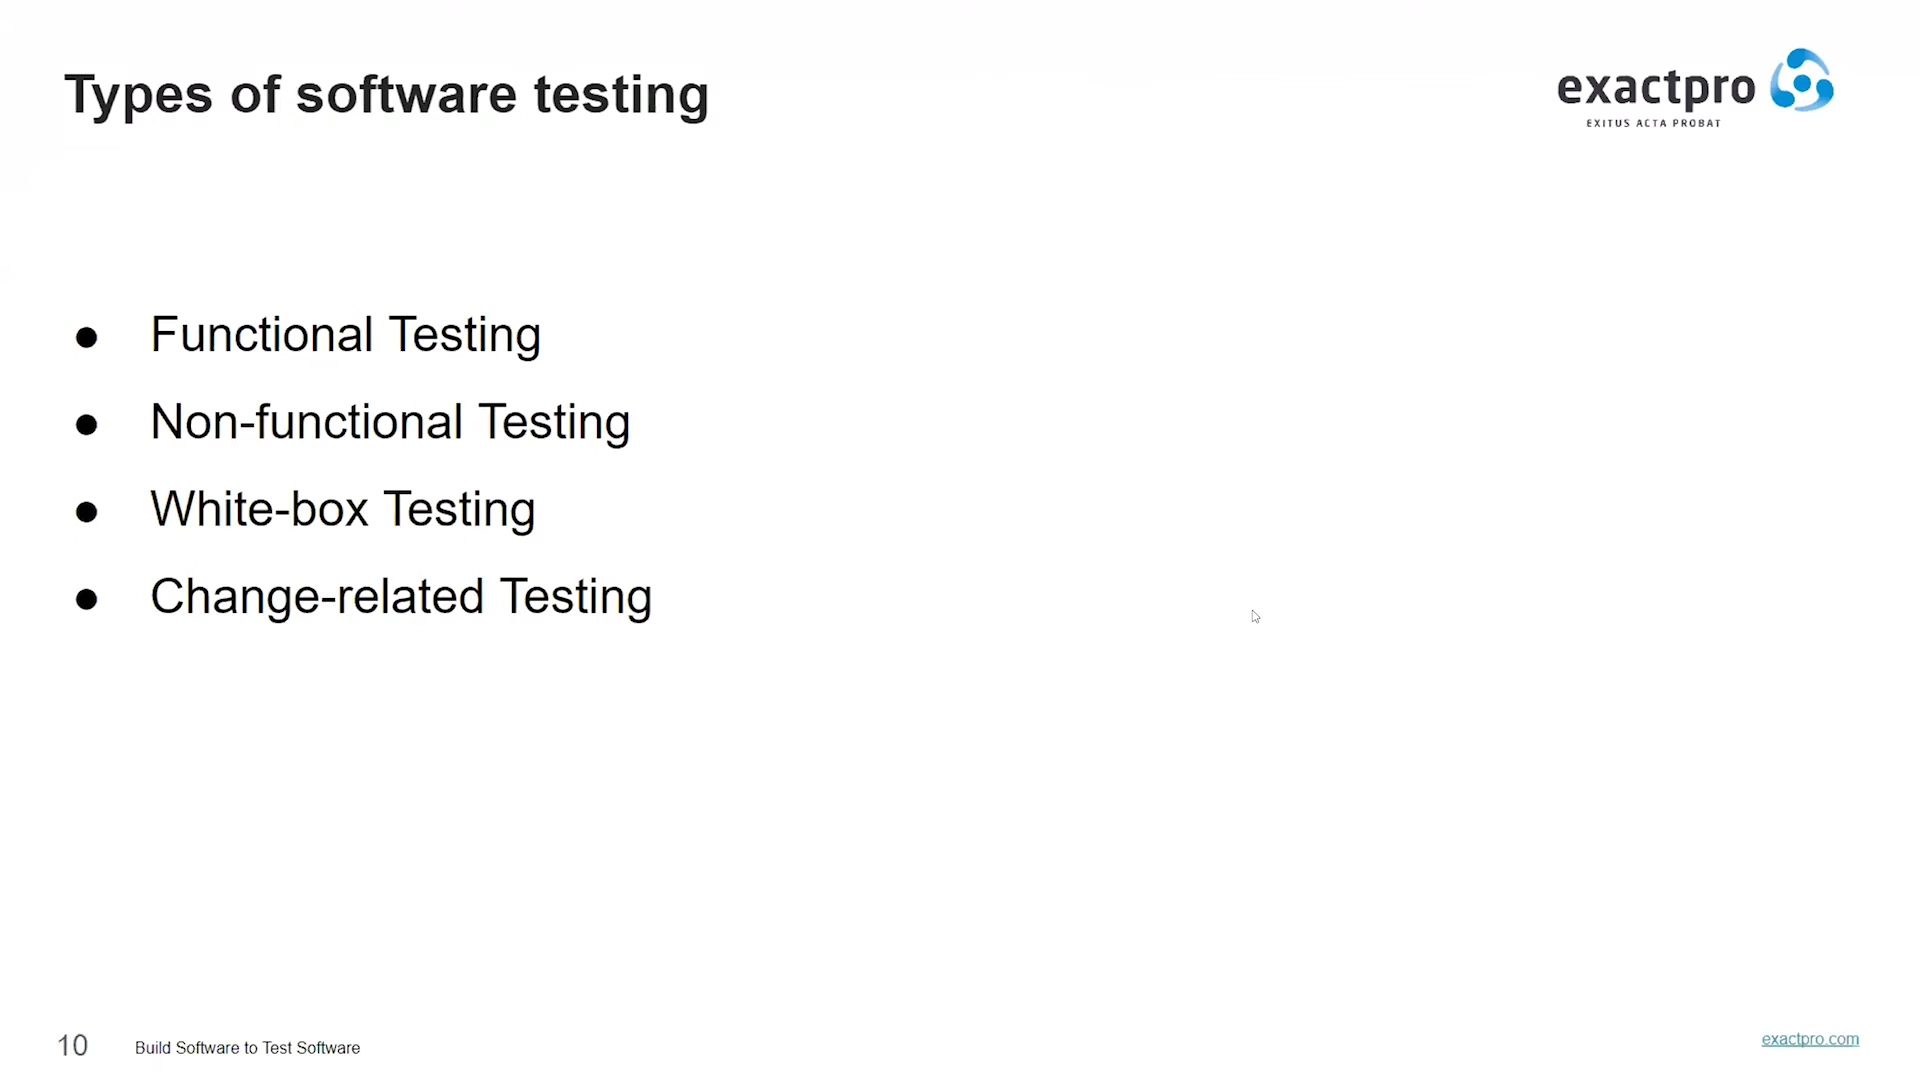 Types of software testing
exactpro
EXITUS ACTA PROBAT
● Functional Testing
● Non-functional Testing
● White-box Testing
● Change-related Testing
10
Build Software to Test Software
exactpro.com